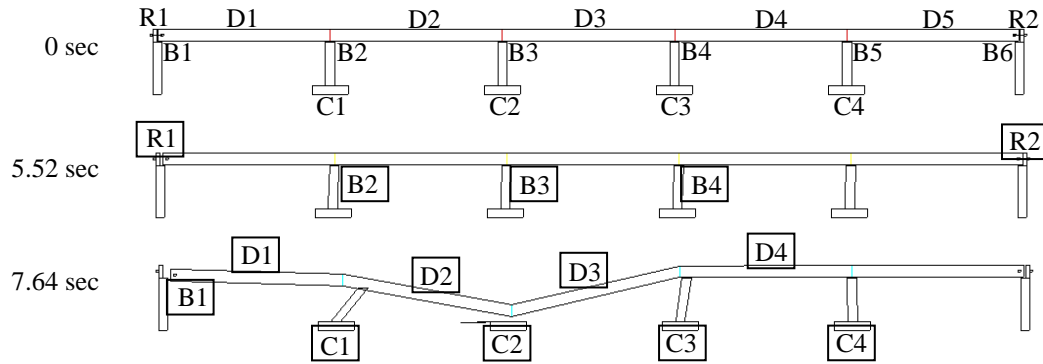 R1 D1 D2 D3 D4 D5 R2
0 sec B1 B2 B3 B4 B5 B6
C1 C2 C3 C4
R1 R2
5.52 sec B2 B3 B4
D1 D2 D3 D4
7.64 sec B1
C1 C2 C3 C4